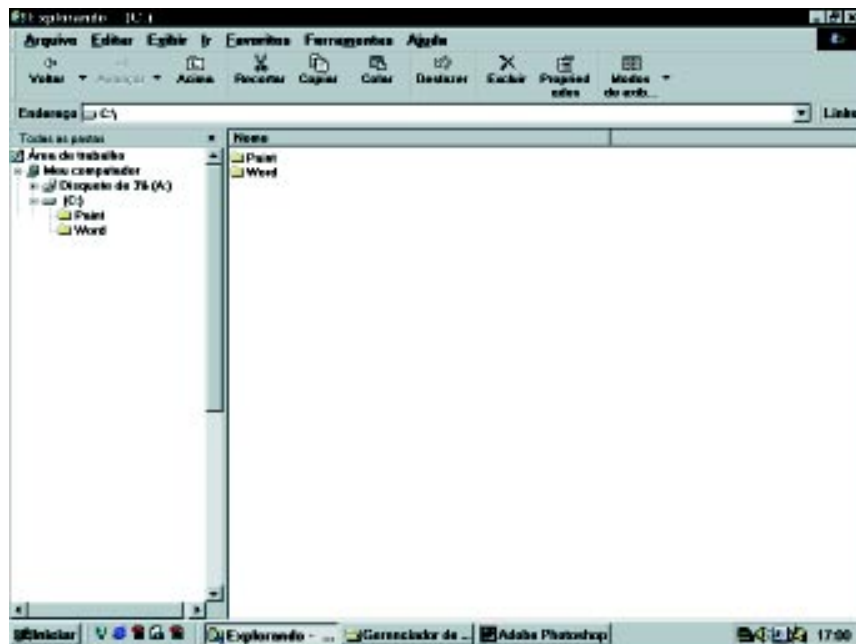 Explorando - (C:)
Arquivo Editar Exibir Ir Favoritos Ferramentas Ajuda
Voltar Avançar Acima Recortar Copiar Colar Desfazer Excluir Propriedades Modos de exib...
Endereço C:\ Links
Todas as pastas
Nome
Área de trabalho
Meu computador
Disquete de 3½ (A:)
(C:)
Paint
Word
Paint
Word
Iniciar
Explorando - ...
Gerenciador de ...
Adobe Photoshop
17:00